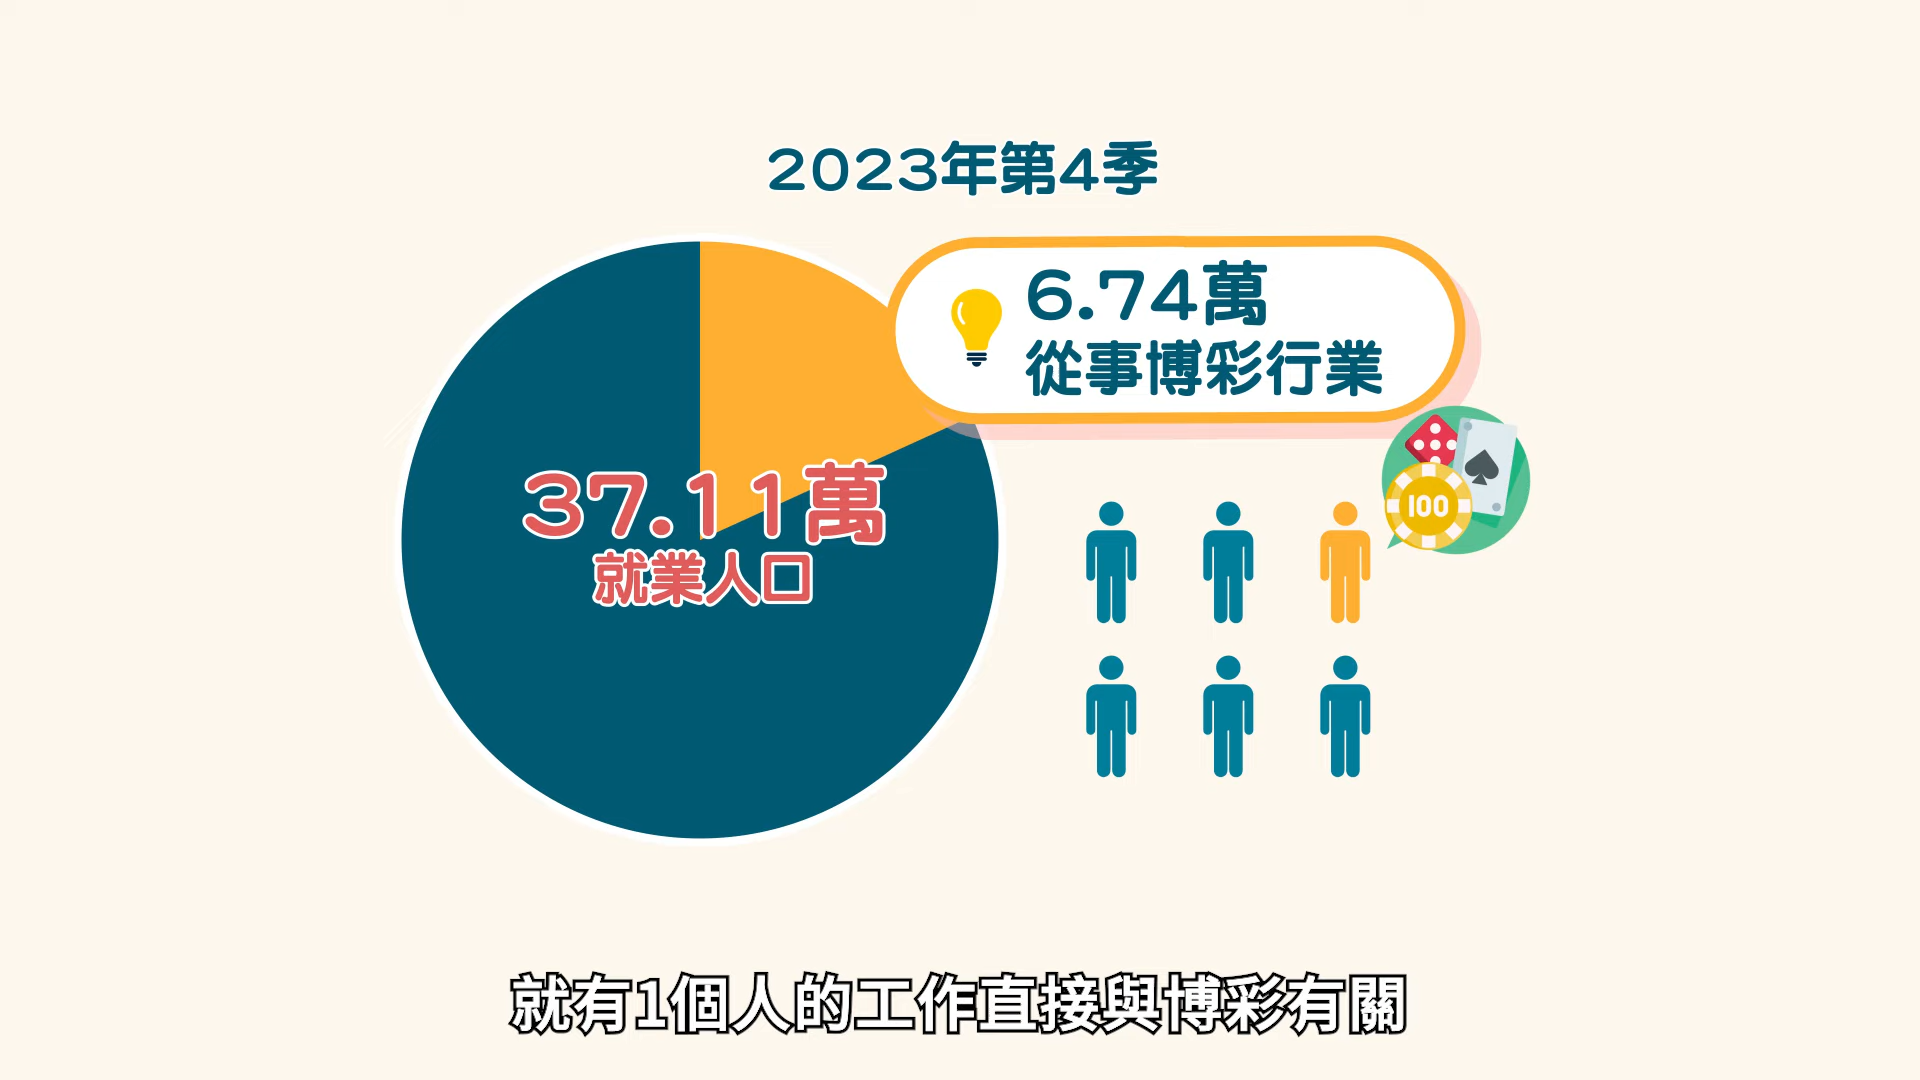 2023年第4季
6.74萬
從事博彩行業
37.11萬
就業人口
100
就有1個人的工作直接與博彩有關